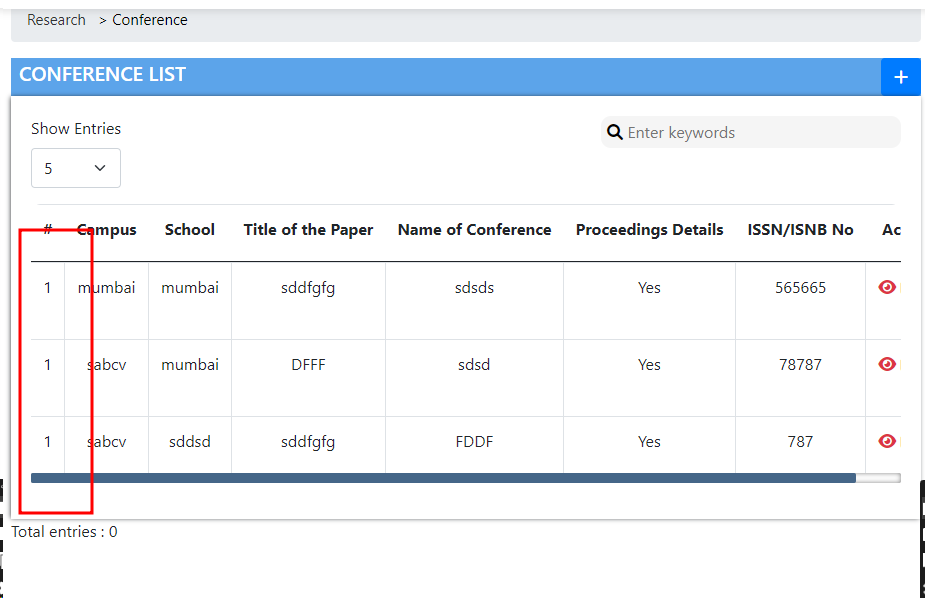 Research > Conference
CONFERENCE LIST +
Show Entries
Enter keywords
5
# Campus School Title of the Paper Name of Conference Proceedings Details ISSN/ISNB No Ac
1 mumbai mumbai sddfgfg sdsds Yes 565665
1 sabcv mumbai DFFF sdsd Yes 78787
1 sabcv sddsd sddfgfg FDDF Yes 787
Total entries : 0